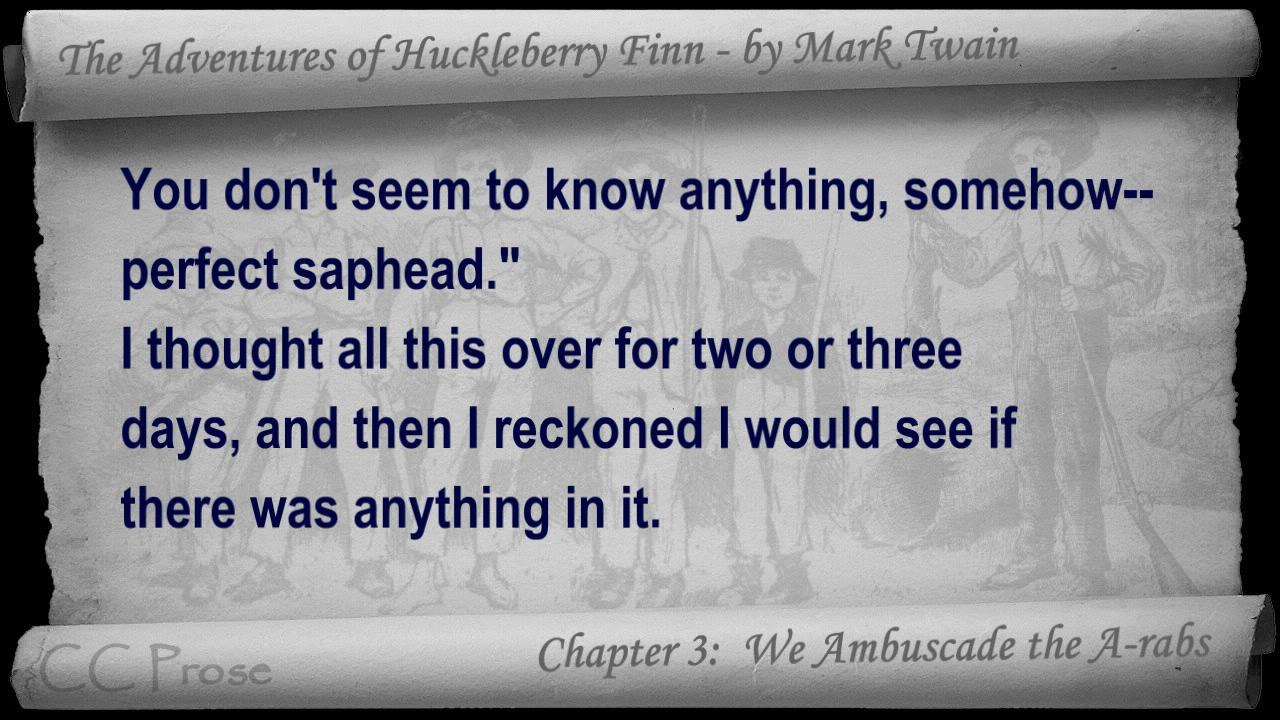 The Adventures of Huckleberry Finn - by Mark Twain
You don't seem to know anything, somehow--
perfect saphead."
I thought all this over for two or three
days, and then I reckoned I would see if
there was anything in it.
CC Prose
Chapter 3: We Ambuscade the A-rabs